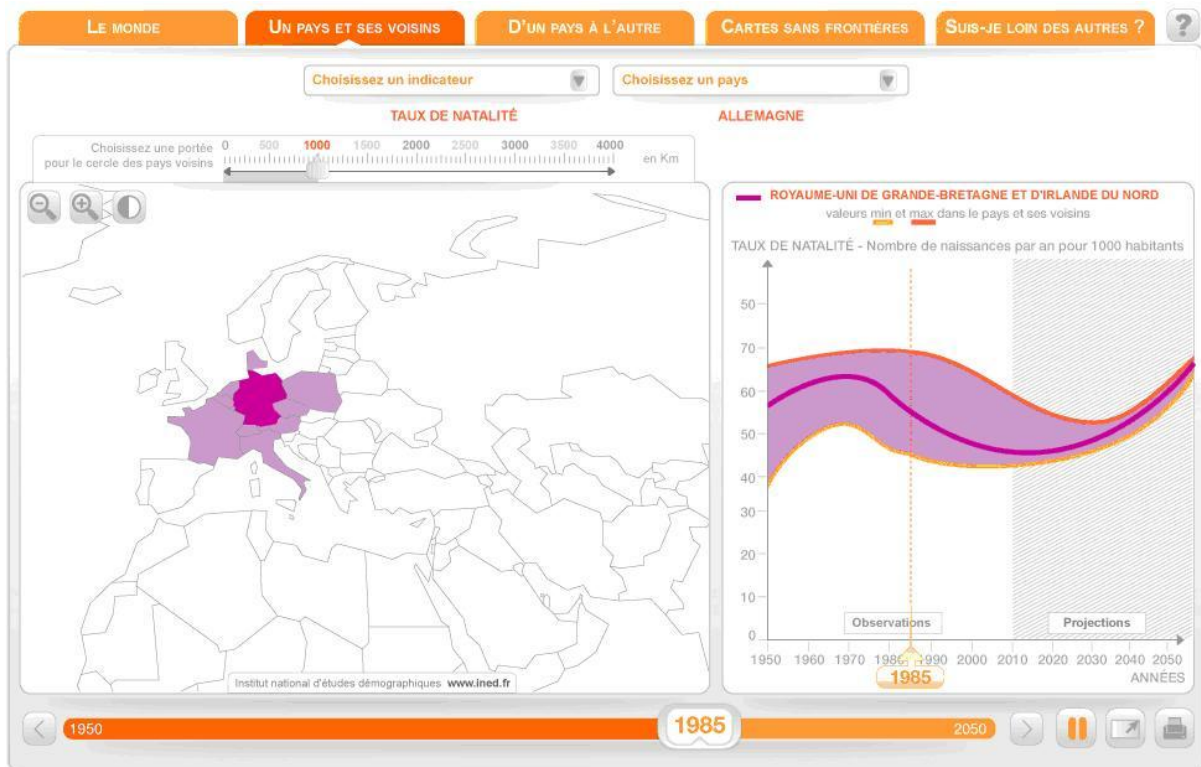 LE MONDE
UN PAYS ET SES VOISINS
D'UN PAYS À L'AUTRE
CARTES SANS FRONTIÈRES
SUIS-JE LOIN DES AUTRES ?
?
Choisissez un indicateur
Choisissez un pays
TAUX DE NATALITÉ
ALLEMAGNE
Choisissez une portée
pour le cercle des pays voisins
0 500 1000 1500 2000 2500 3000 3500 4000
en Km
ROYAUME-UNI DE GRANDE-BRETAGNE ET D'IRLANDE DU NORD
valeurs min et max dans le pays et ses voisins
TAUX DE NATALITÉ - Nombre de naissances par an pour 1000 habitants
50
70
60
50
40
30
20
10
0
Observations
Projections
1950 1960 1970 1980 1990 2000 2010 2020 2030 2040 2050
1985
ANNÉES
Institut national d'études démographiques www.ined.fr
1950
1985
2050